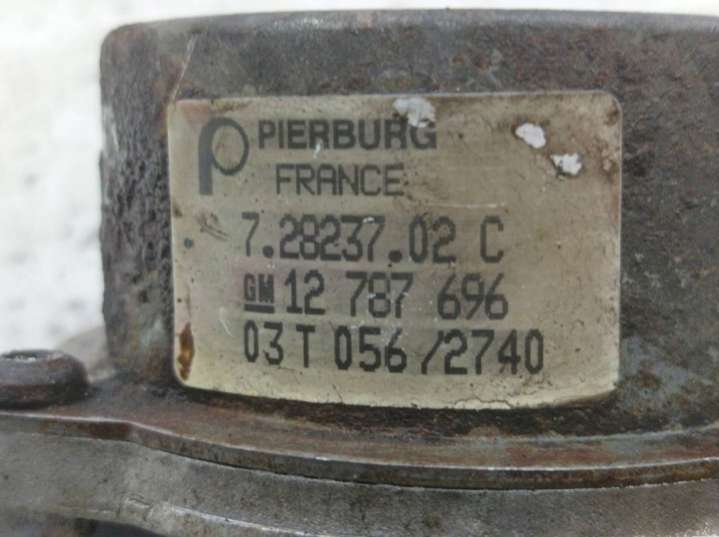 PIERBURG
FRANCE
7.28237.02 C
GM 12 787 696
03 T 056/2740